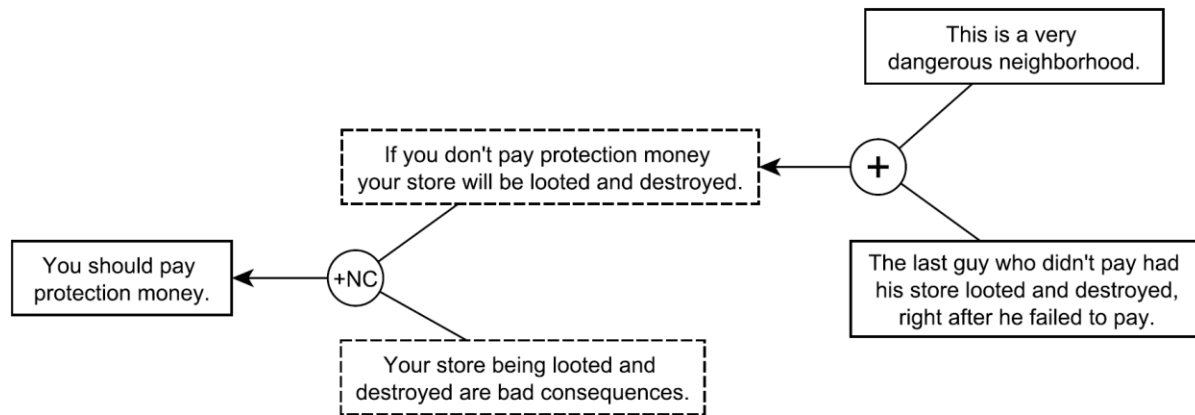 This is a very
dangerous neighborhood.
If you don't pay protection money
your store will be looted and destroyed.
+
You should pay
protection money.
+NC
The last guy who didn't pay had
his store looted and destroyed,
right after he failed to pay.
Your store being looted and
destroyed are bad consequences.